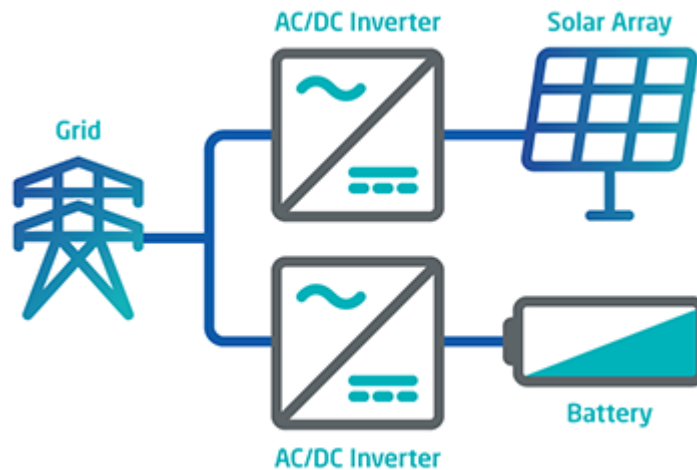 AC/DC Inverter
Solar Array
Grid
Battery
AC/DC Inverter